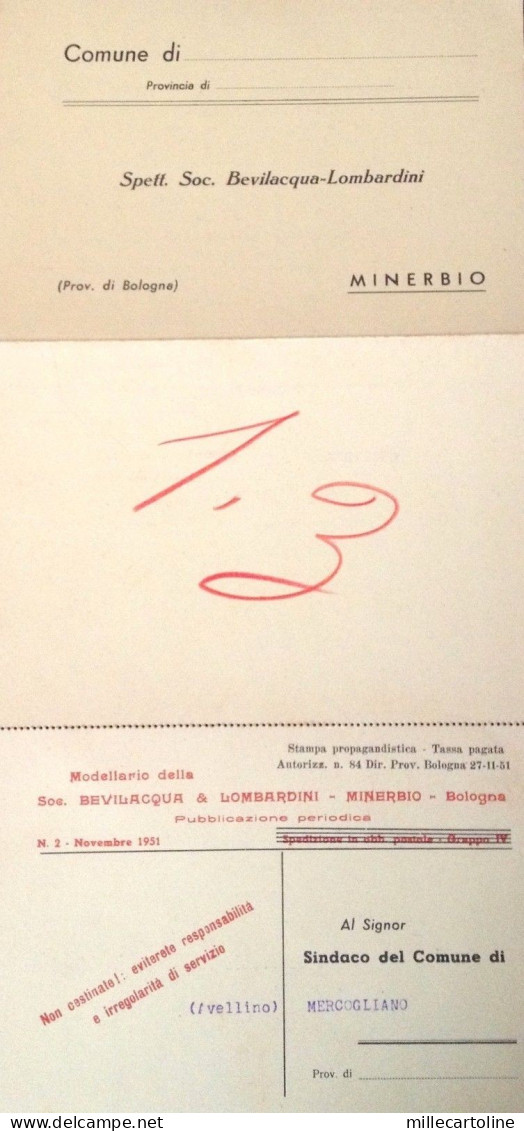 Comune di
Provincia di
Spett. Soc. Bevilacqua-Lombardini
(Prov. di Bologna)
MINERBIO
1.3
Stampa propagandistica - Tassa pagata
Autorizz. n. 84 Dir. Prov. Bologna 27-11-51
Modellario della
Soc. BEVILACQUA & LOMBARDINI - MINERBIO - Bologna
Pubblicazione periodica
N. 2 - Novembre 1951
Spedizione in abb. postale - Gruppo IV
Non cestinate!: eviterete responsabilità
e irregolarità di servizio
Al Signor
Sindaco del Comune di
(Avellino) MERCOGLIANO
Prov. di
delcampe.net
millecartoline